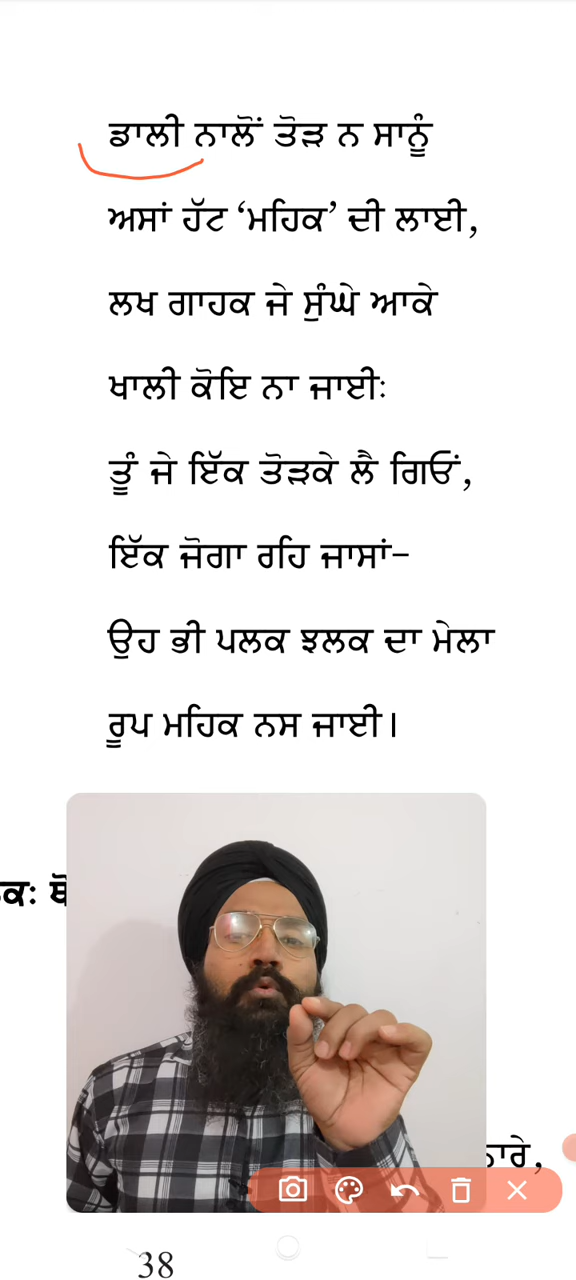 ਡਾਲੀ ਨਾਲੋਂ ਤੋੜ ਨ ਸਾਨੂੰ
ਅਸਾਂ ਹੱਟ ‘ਮਹਿਕ’ ਦੀ ਲਾਈ,
ਲਖ ਗਾਹਕ ਜੇ ਸੁੰਘੇ ਆਕੇ
ਖਾਲੀ ਕੋਇ ਨਾ ਜਾਈਃ
ਤੂੰ ਜੇ ਇੱਕ ਤੋੜਕੇ ਲੈ ਗਿਓਂ,
ਇੱਕ ਜੋਗਾ ਰਹਿ ਜਾਸਾਂ–
ਉਹ ਭੀ ਪਲਕ ਝਲਕ ਦਾ ਮੇਲਾ
ਰੂਪ ਮਹਿਕ ਨਸ ਜਾਈ।
38